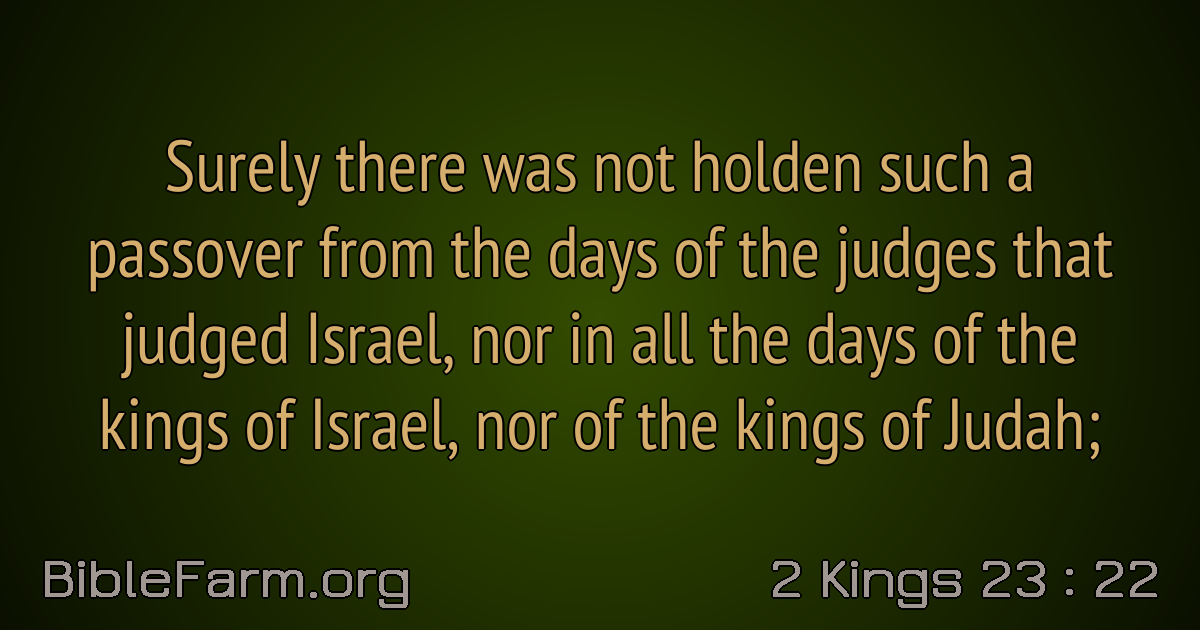 Surely there was not holden such a
passover from the days of the judges that
judged Israel, nor in all the days of the
kings of Israel, nor of the kings of Judah;
BibleFarm.org
2 Kings 23 : 22